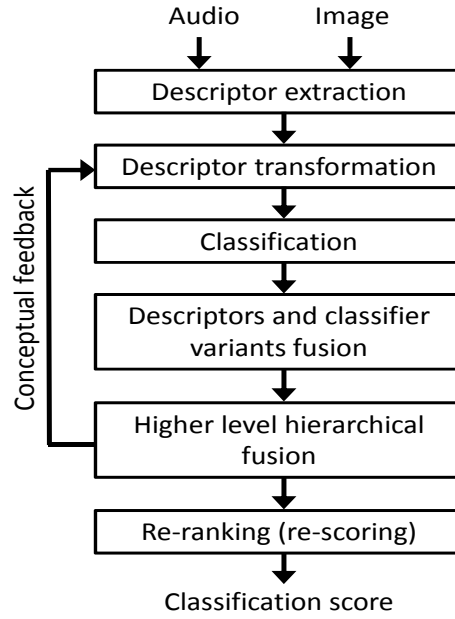 Audio Image
Descriptor extraction
Descriptor transformation
Classification
Descriptors and classifier
variants fusion
Higher level hierarchical
fusion
Re-ranking (re-scoring)
Classification score
Conceptual feedback